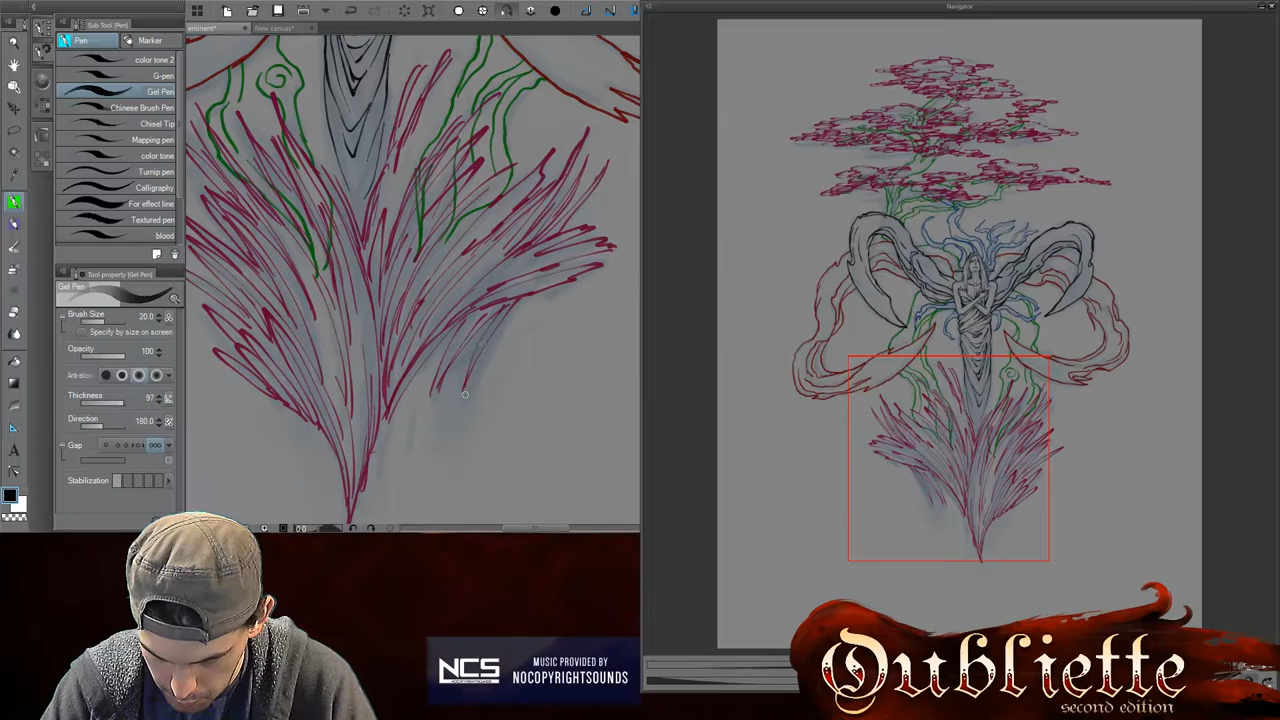 Sub Tool [Pen]
Pen
Marker
color tone 2
G-pen
Gel Pen
Chinese Brush Pen
Chisel Tip
Mapping pen
color tone
Turnip pen
Calligraphy
For effect line
Textured pen
blood
Tool property [Gel Pen]
Gel Pen
Brush Size 20.0
Specify by size on screen
Opacity 100
Thickness 97
Direction 180.0
Gap
Stabilization
eminent*
New canvas*
Navigator
NCS
MUSIC PROVIDED BY
NOCOPYRIGHTSOUNDS
Oubliette
second edition